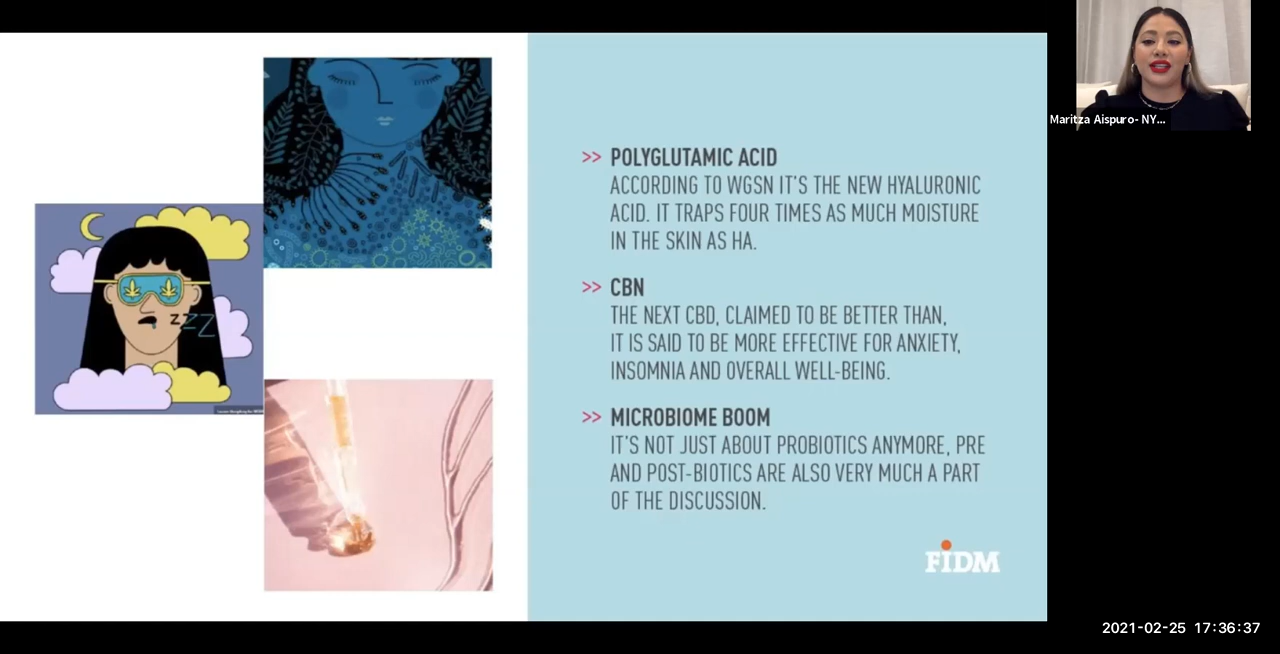 >> POLYGLUTAMIC ACID
ACCORDING TO WGSN IT'S THE NEW HYALURONIC
ACID. IT TRAPS FOUR TIMES AS MUCH MOISTURE
IN THE SKIN AS HA.
>> CBN
THE NEXT CBD, CLAIMED TO BE BETTER THAN,
IT IS SAID TO BE MORE EFFECTIVE FOR ANXIETY,
INSOMNIA AND OVERALL WELL-BEING.
>> MICROBIOME BOOM
IT'S NOT JUST ABOUT PROBIOTICS ANYMORE, PRE
AND POST-BIOTICS ARE ALSO VERY MUCH A PART
OF THE DISCUSSION.
FIDM
zZZ
Maritza Aispuro- NY...
2021-02-25 17:36:37